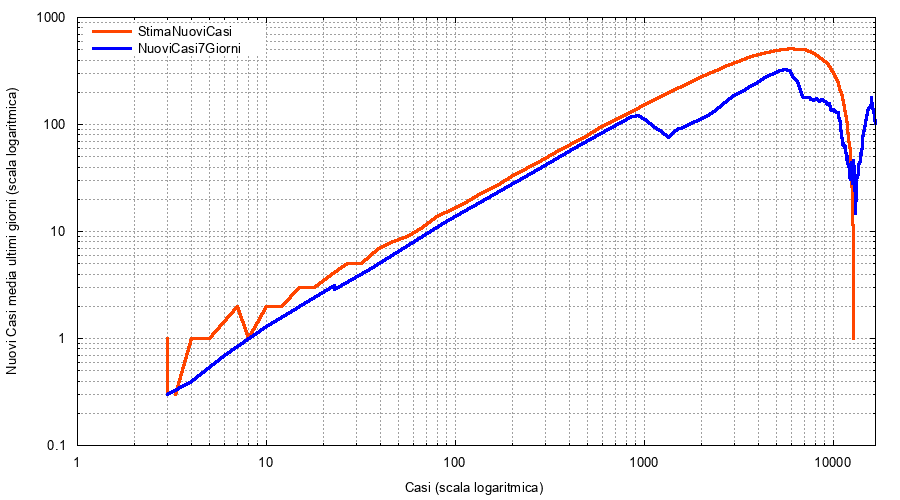 1000
StimaNuoviCasi
NuoviCasi7Giorni
100
10
1
0.1
Nuovi Casi media ultimi giorni (scala logaritmica)
1 10 100 1000 10000
Casi (scala logaritmica)